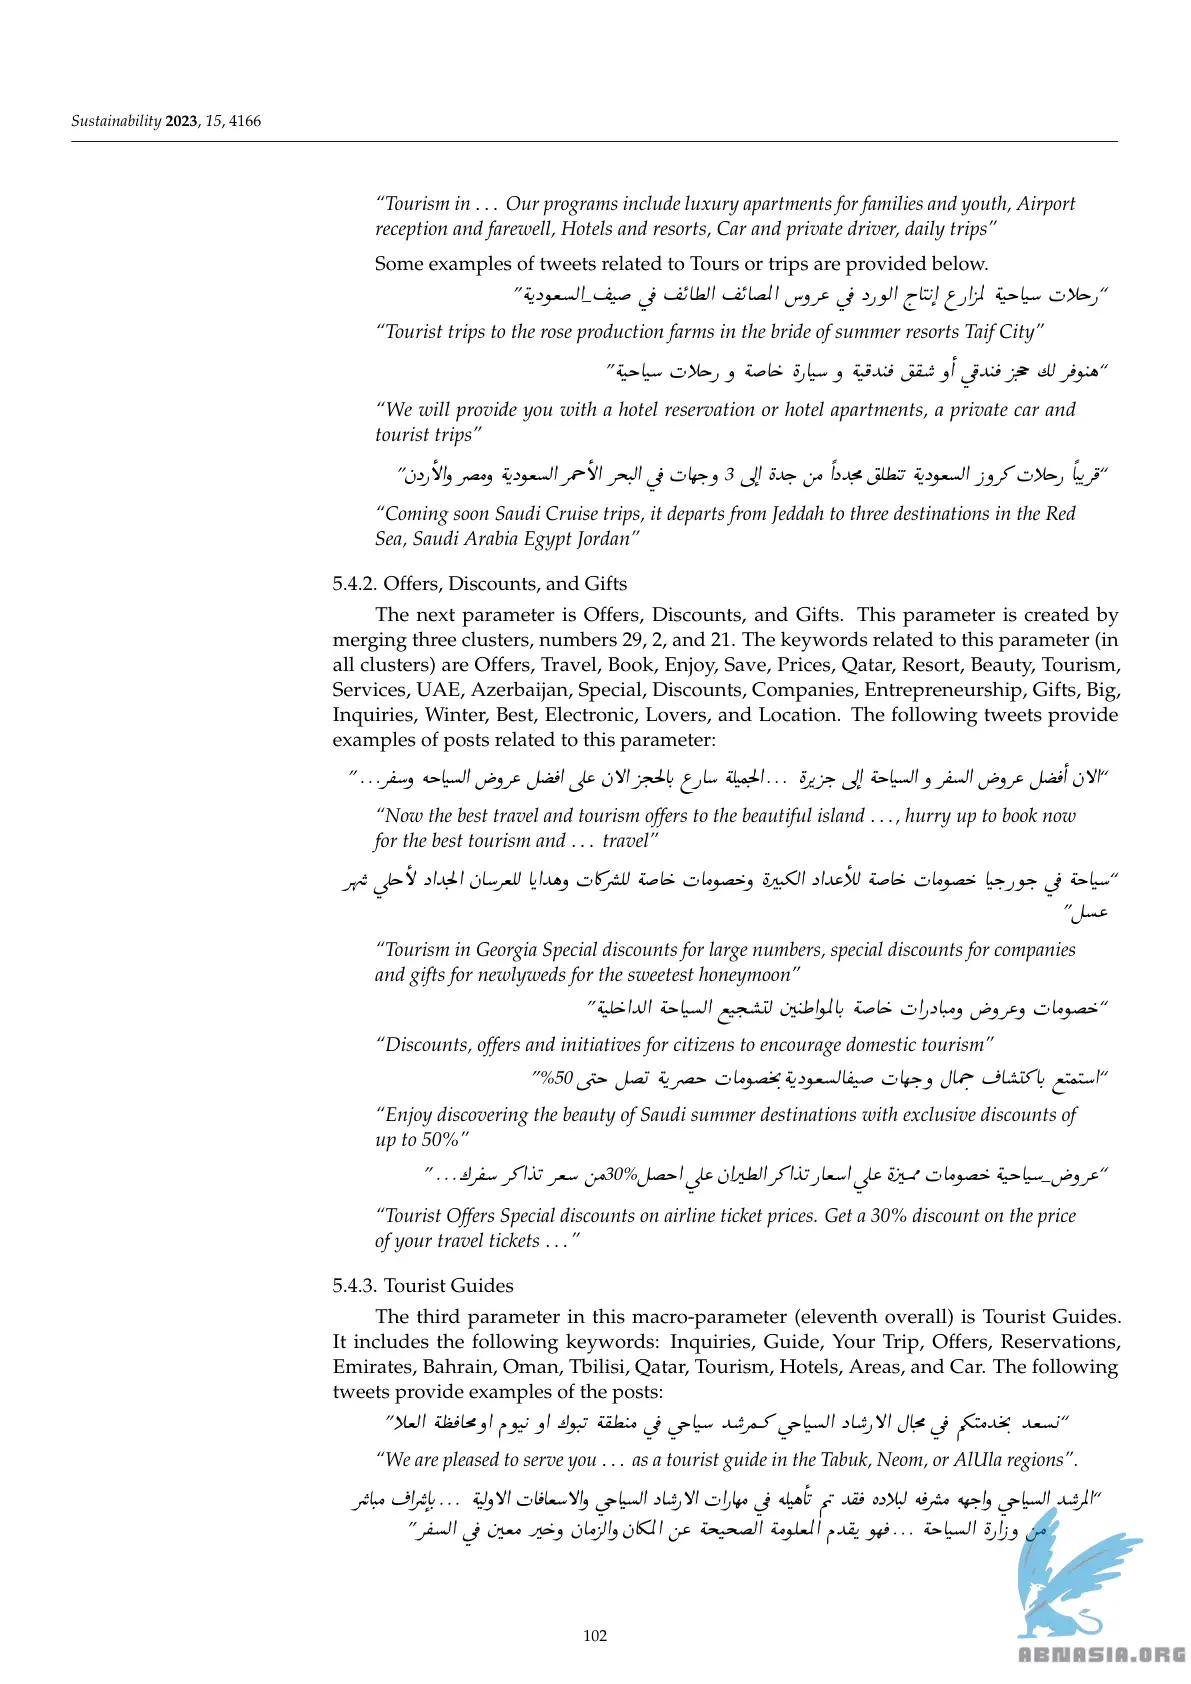 Sustainability 2023, 15, 4166
“Tourism in . . . Our programs include luxury apartments for families and youth, Airport
reception and farewell, Hotels and resorts, Car and private driver, daily trips”
Some examples of tweets related to Tours or trips are provided below.
“رحلات سياحية لمزارع إنتاج الورد في عروس المصائف الطائف في صيف_السعودية”
“Tourist trips to the rose production farms in the bride of summer resorts Taif City”
“هنوفر لك حجز فندقي أو شقق فندقية و سيارة خاصة و رحلات سياحية”
“We will provide you with a hotel reservation or hotel apartments, a private car and
tourist trips”
“قريباً رحلات كروز السعودية تنطلق مجدداً من جدة إلى 3 وجهات في البحر الأحمر السعودية ومصر والأردن”
“Coming soon Saudi Cruise trips, it departs from Jeddah to three destinations in the Red
Sea, Saudi Arabia Egypt Jordan”
5.4.2. Offers, Discounts, and Gifts
The next parameter is Offers, Discounts, and Gifts. This parameter is created by
merging three clusters, numbers 29, 2, and 21. The keywords related to this parameter (in
all clusters) are Offers, Travel, Book, Enjoy, Save, Prices, Qatar, Resort, Beauty, Tourism,
Services, UAE, Azerbaijan, Special, Discounts, Companies, Entrepreneurship, Gifts, Big,
Inquiries, Winter, Best, Electronic, Lovers, and Location. The following tweets provide
examples of posts related to this parameter:
“الان أفضل عروض السفر و السياحة إلى جزيرة . . . الجميلة سارع بالحجز الان على افضل عروض السياحه وسفر. . . ”
“Now the best travel and tourism offers to the beautiful island . . . , hurry up to book now
for the best tourism and . . . travel”
“سياحة في جورجيا خصومات خاصة للأعداد الكبيرة وخصومات خاصة للشركات وهدايا للعرسان الجداد لأحلي شهر
عسل”
“Tourism in Georgia Special discounts for large numbers, special discounts for companies
and gifts for newlyweds for the sweetest honeymoon”
“خصومات وعروض ومبادرات خاصة بالمواطنين لتشجيع السياحة الداخلية”
“Discounts, offers and initiatives for citizens to encourage domestic tourism”
“استمتع باكتشاف جمال وجهات صيفالسعودية بخصومات حصرية تصل حتى 50%”
“Enjoy discovering the beauty of Saudi summer destinations with exclusive discounts of
up to 50%”
“عروض_سياحية خصومات مميزة علي اسعار تذاكر الطيران علي احصل 30%من سعر تذاكر سفرك. . . ”
“Tourist Offers Special discounts on airline ticket prices. Get a 30% discount on the price
of your travel tickets . . . ”
5.4.3. Tourist Guides
The third parameter in this macro-parameter (eleventh overall) is Tourist Guides.
It includes the following keywords: Inquiries, Guide, Your Trip, Offers, Reservations,
Emirates, Bahrain, Oman, Tbilisi, Qatar, Tourism, Hotels, Areas, and Car. The following
tweets provide examples of the posts:
“نسعد بخدمتكم في مجال الارشاد السياحي كـمرشد سياحي في منطقة تبوك او نيوم او محافظة العلا”
“We are pleased to serve you . . . as a tourist guide in the Tabuk, Neom, or AlUla regions”.
“المرشد السياحي واجهه مشرفه لبلاده فقد تم تأهيله في مهارات الارشاد السياحي والاسعافات الاولية . . . بإشراف مباشر
من وزارة السياحة . . . فهو يقدم المعلومة الصحيحة عن المكان والزمان وخير معين في السفر”
102
ABNASIA.ORG